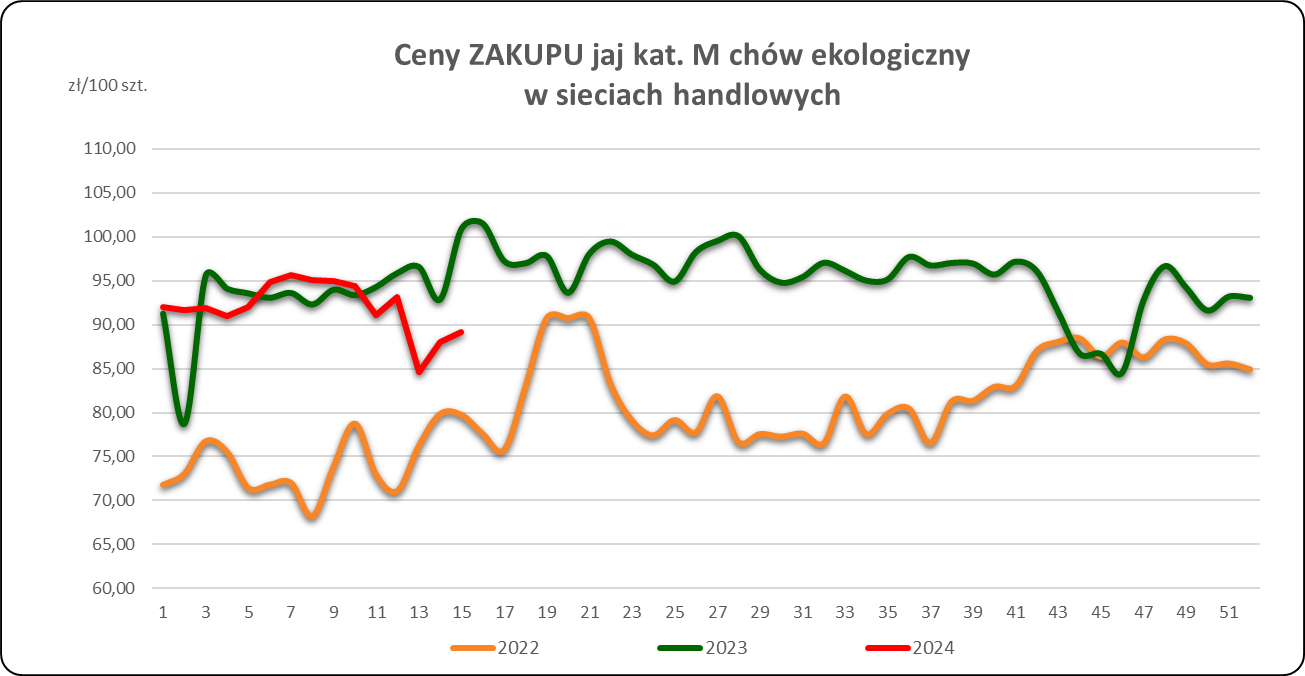 Ceny ZAKUPU jaj kat. M chów ekologiczny
w sieciach handlowych
zł/100 szt.
110,00
105,00
100,00
95,00
90,00
85,00
80,00
75,00
70,00
65,00
60,00
1 3 5 7 9 11 13 15 17 19 21 23 25 27 29 31 33 35 37 39 41 43 45 47 49 51
2022 2023 2024